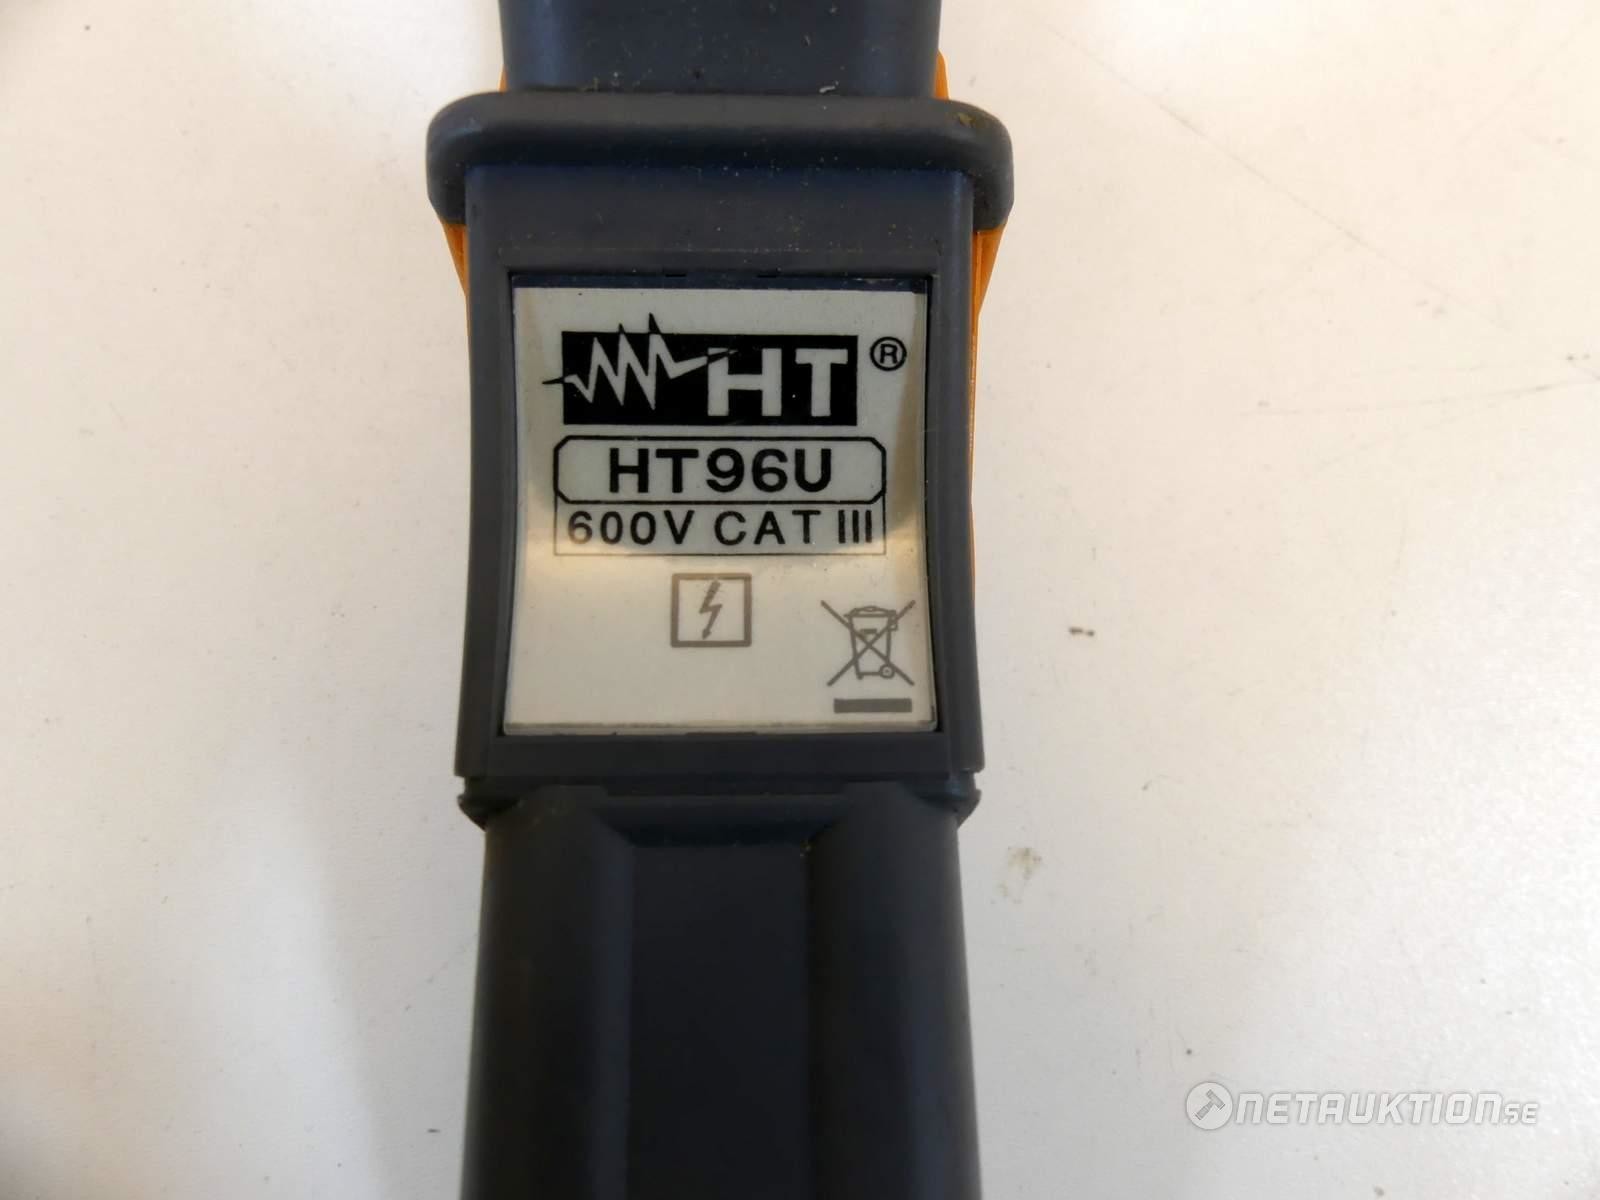 HT ®
HT96U
600V CAT III
NETAUKTION.SE